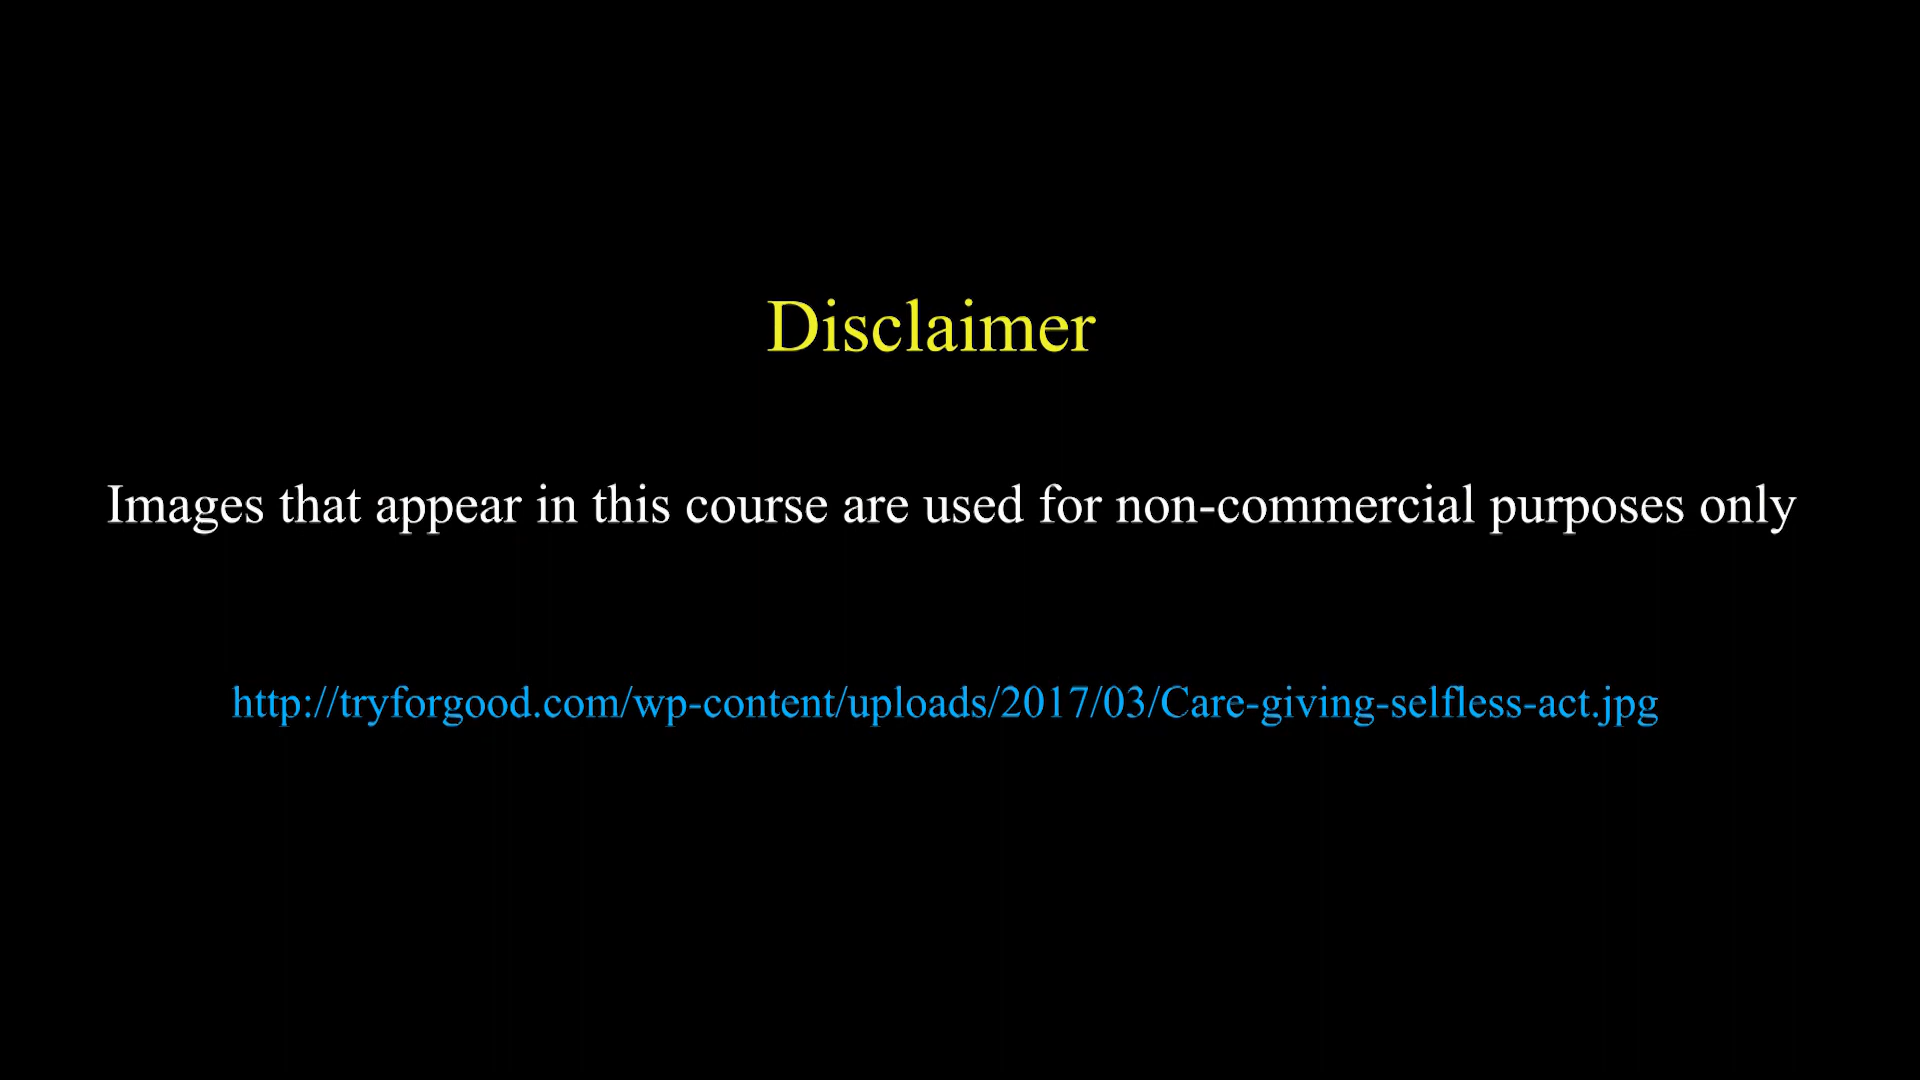 Disclaimer
Images that appear in this course are used for non-commercial purposes only
http://tryforgood.com/wp-content/uploads/2017/03/Care-giving-selfless-act.jpg